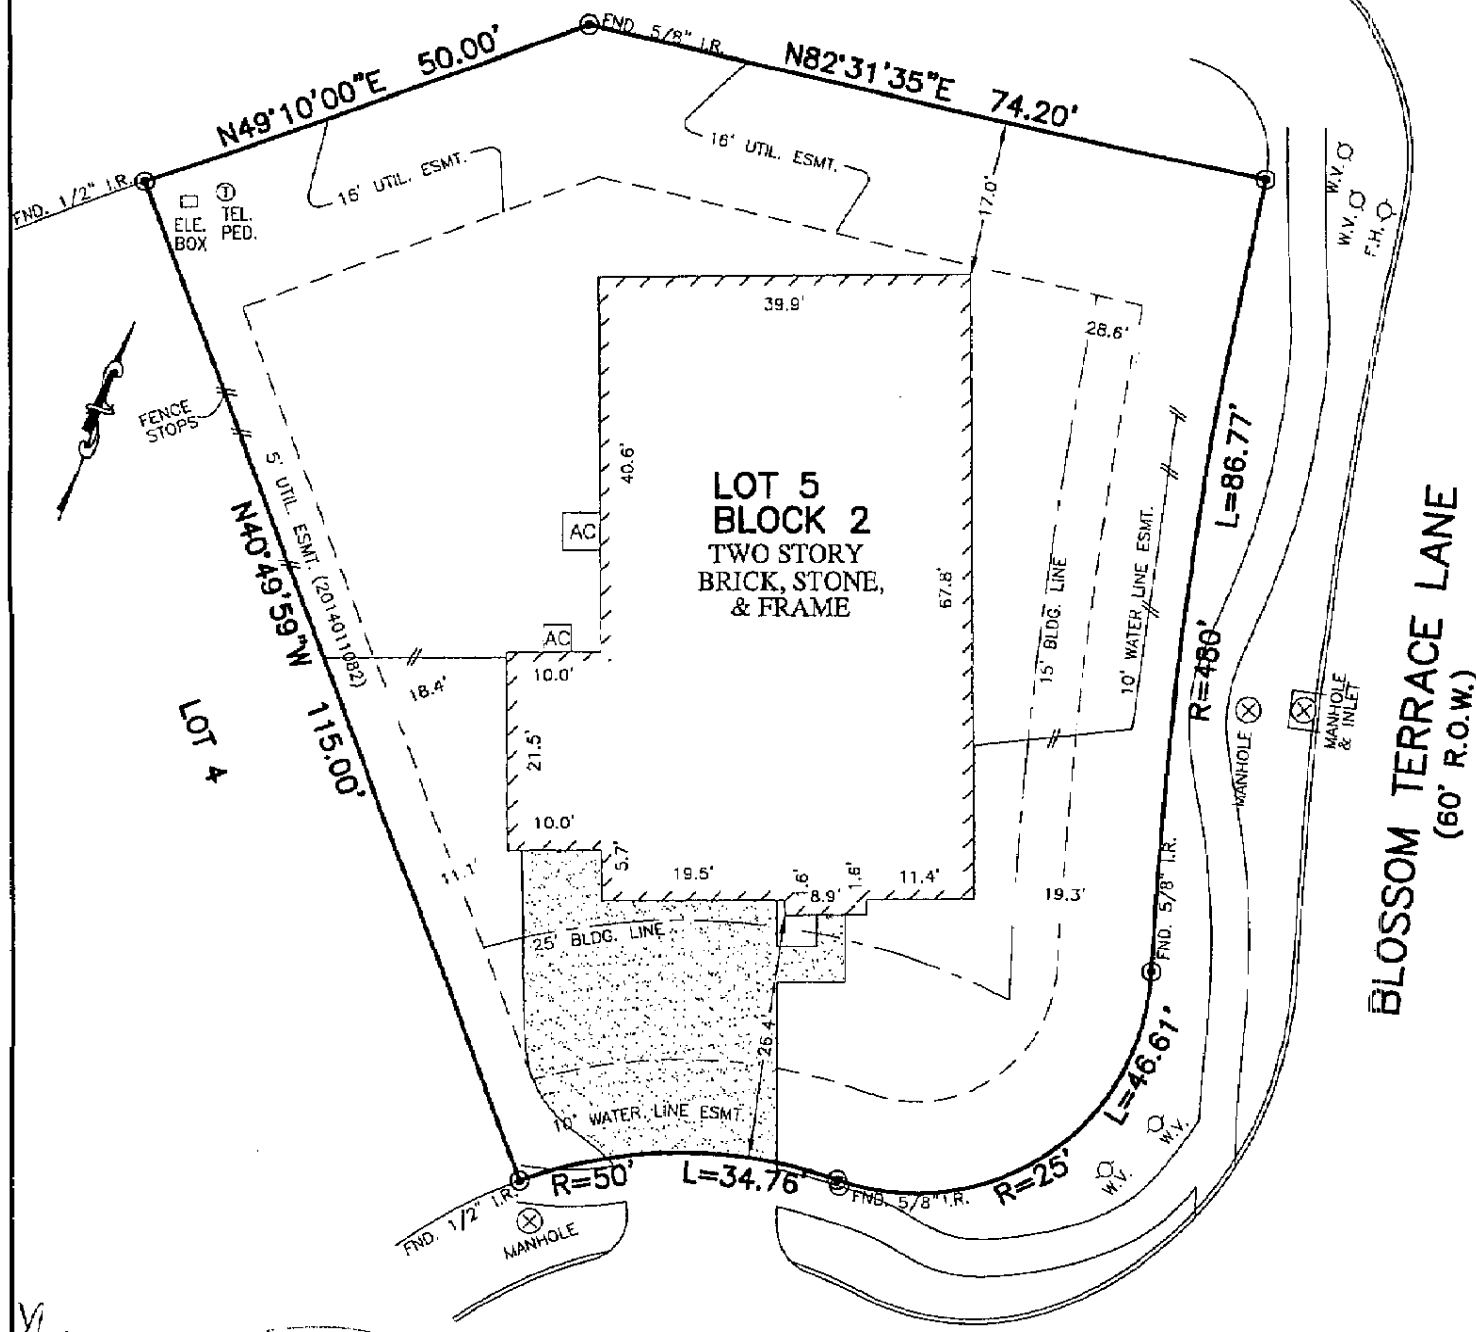 FND. 5/8" I.R.
N49°10'00"E 50.00'
N82°31'35"E 74.20'
FND. 1/2" I.R.
ELE.
BOX
TEL.
PED.
16' UTIL. ESMT.
16' UTIL. ESMT.
17.0'
W.V.
W.V.
F.H.
39.9'
28.6'
FENCE
STOPS
5' UTIL. ESMT. (2014011082)
N40°49'59"W 115.00'
LOT 4
40.6'
AC
AC
LOT 5
BLOCK 2
TWO STORY
BRICK, STONE,
& FRAME
67.8'
15' BLDG. LINE
10' WATER LINE ESMT.
L=86.77'
R=480'
MANHOLE
MANHOLE
& INLET
BLOSSOM TERRACE LANE
(60' R.O.W.)
18.4'
10.0'
21.5'
10.0'
5.7'
11.1'
19.5'
1.6'
8.9'
1.6'
11.4'
19.3'
FND. 5/8" I.R.
25' BLDG. LINE
26.4'
10' WATER LINE ESMT.
L=46.61'
R=25'
W.V.
W.V.
R=50' L=34.76'
FND. 5/8" I.R.
FND. 1/2" I.R.
MANHOLE